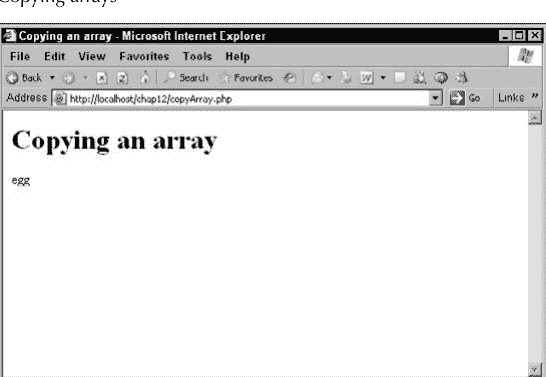 Copying arrays
Copying an array - Microsoft Internet Explorer
File Edit View Favorites Tools Help
Back Search Favorites
Address http://localhost/chap12/copyArray.php Go Links »
Copying an array
egg